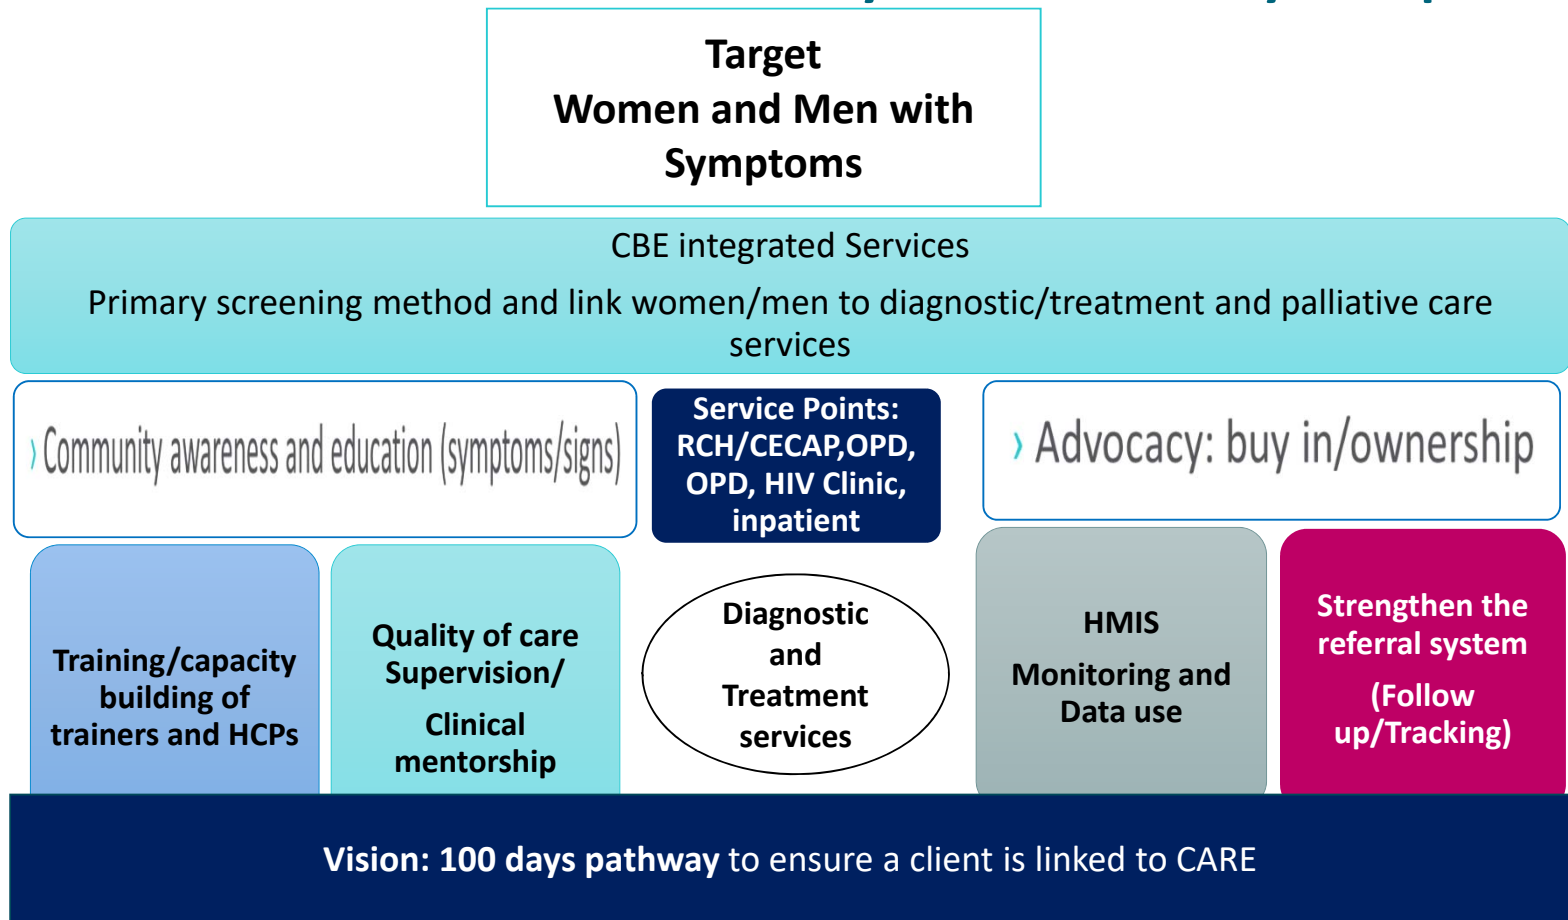 Target
Women and Men with
Symptoms
CBE integrated Services
Primary screening method and link women/men to diagnostic/treatment and palliative care
services
› Community awareness and education (symptoms/signs)
Service Points:
RCH/CECAP,OPD,
OPD, HIV Clinic,
inpatient
› Advocacy: buy in/ownership
Training/capacity
building of
trainers and HCPs
Quality of care
Supervision/
Clinical
mentorship
Diagnostic
and
Treatment
services
HMIS
Monitoring and
Data use
Strengthen the
referral system
(Follow
up/Tracking)
Vision: 100 days pathway to ensure a client is linked to CARE